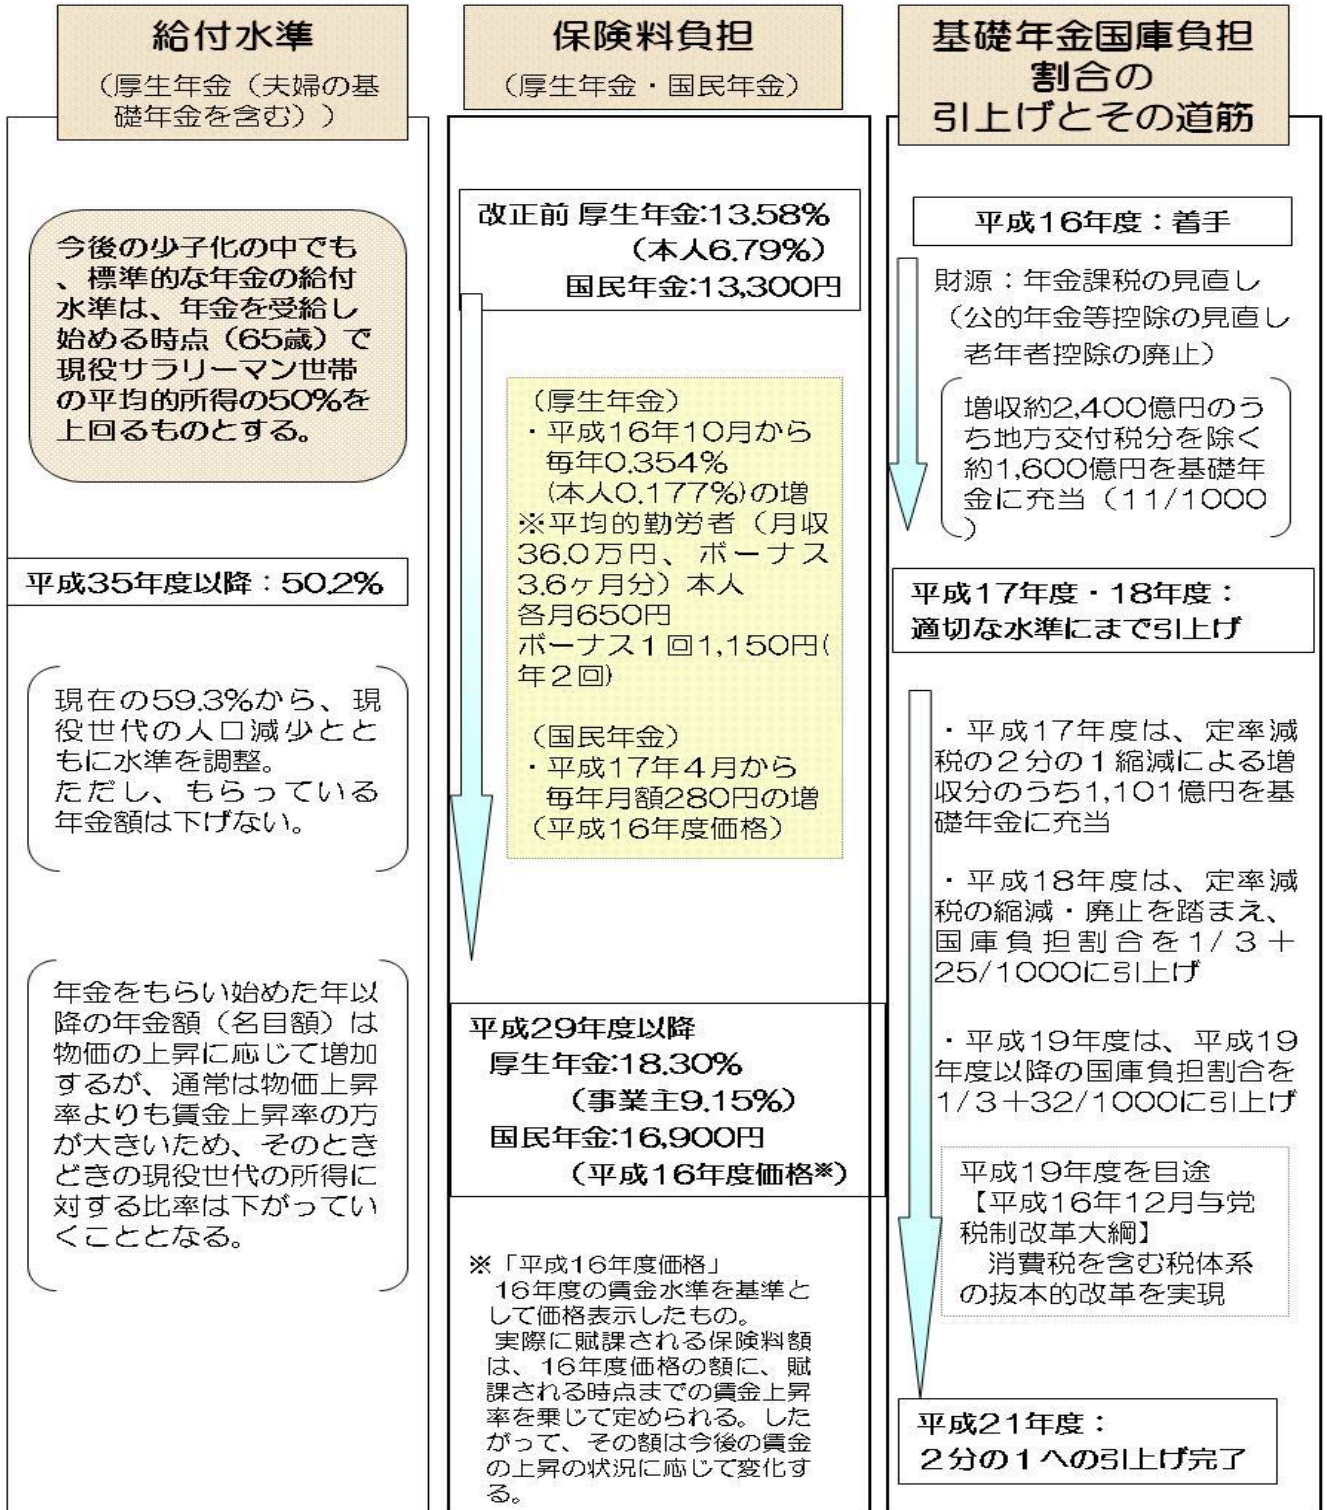 給付水準
（厚生年金（夫婦の基
礎年金を含む））
今後の少子化の中でも
、標準的な年金の給付
水準は、年金を受給し
始める時点（65歳）で
現役サラリーマン世帯
の平均的所得の50%を
上回るものとする。
平成35年度以降：50.2%
現在の59.3%から、現
役世代の人口減少とと
もに水準を調整。
ただし、もらっている
年金額は下げない。
年金をもらい始めた年以
降の年金額（名目額）は
物価の上昇に応じて増加
するが、通常は物価上昇
率よりも賃金上昇率の方
が大きいため、そのとき
どきの現役世代の所得に
対する比率は下がってい
くこととなる。
保険料負担
（厚生年金・国民年金）
改正前 厚生年金:13.58%
（本人6.79%）
国民年金:13,300円
（厚生年金）
・平成16年10月から
毎年0.354%
(本人0.177%)の増
※平均的勤労者（月収
36.0万円、ボーナス
3.6ヶ月分）本人
各月650円
ボーナス１回1,150円(
年２回)
（国民年金）
・平成17年４月から
毎年月額280円の増
（平成16年度価格）
平成29年度以降
厚生年金:18.30%
（事業主9.15%）
国民年金:16,900円
（平成16年度価格※）
※「平成16年度価格」
16年度の賃金水準を基準と
して価格表示したもの。
実際に賦課される保険料額
は、16年度価格の額に、賦
課される時点までの賃金上昇
率を乗じて定められる。した
がって、その額は今後の賃金
の上昇の状況に応じて変化す
る。
基礎年金国庫負担
割合の
引上げとその道筋
平成16年度：着手
財源：年金課税の見直し
（公的年金等控除の見直し
老年者控除の廃止）
増収約2,400億円のう
ち地方交付税分を除く
約1,600億円を基礎年
金に充当（11/1000
）
平成17年度・18年度：
適切な水準にまで引上げ
・平成17年度は、定率減
税の２分の１縮減による増
収分のうち1,101億円を基
礎年金に充当
・平成18年度は、定率減
税の縮減・廃止を踏まえ、
国庫負担割合を1/3＋
25/1000に引上げ
・平成19年度は、平成19
年度以降の国庫負担割合を
1/3＋32/1000に引上げ
平成19年度を目途
【平成16年12月与党
税制改革大綱】
消費税を含む税体系
の抜本的改革を実現
平成21年度：
２分の１への引上げ完了